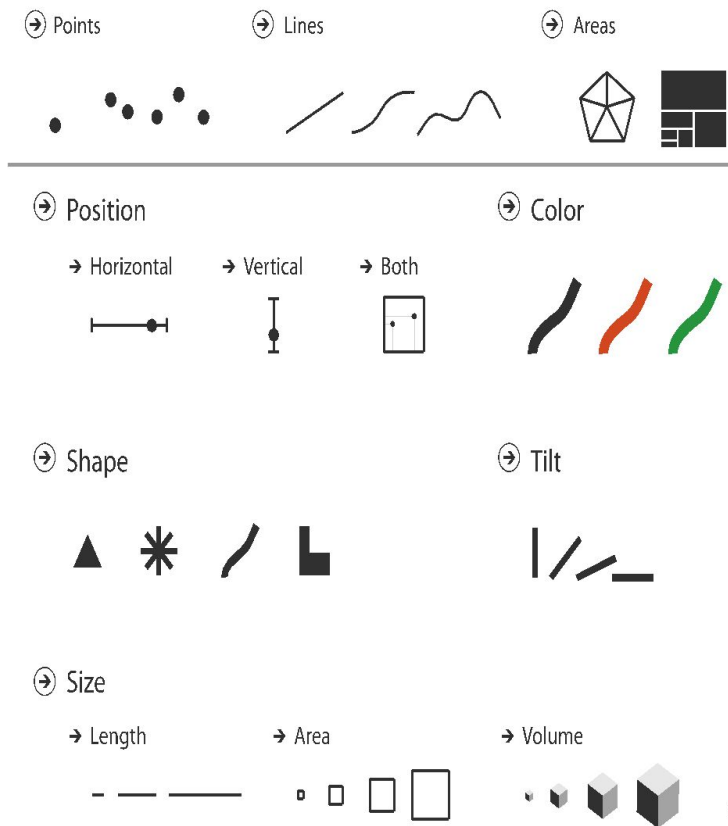 Points
Lines
Areas
Position
Color
Horizontal
Vertical
Both
Shape
Tilt
Size
Length
Area
Volume